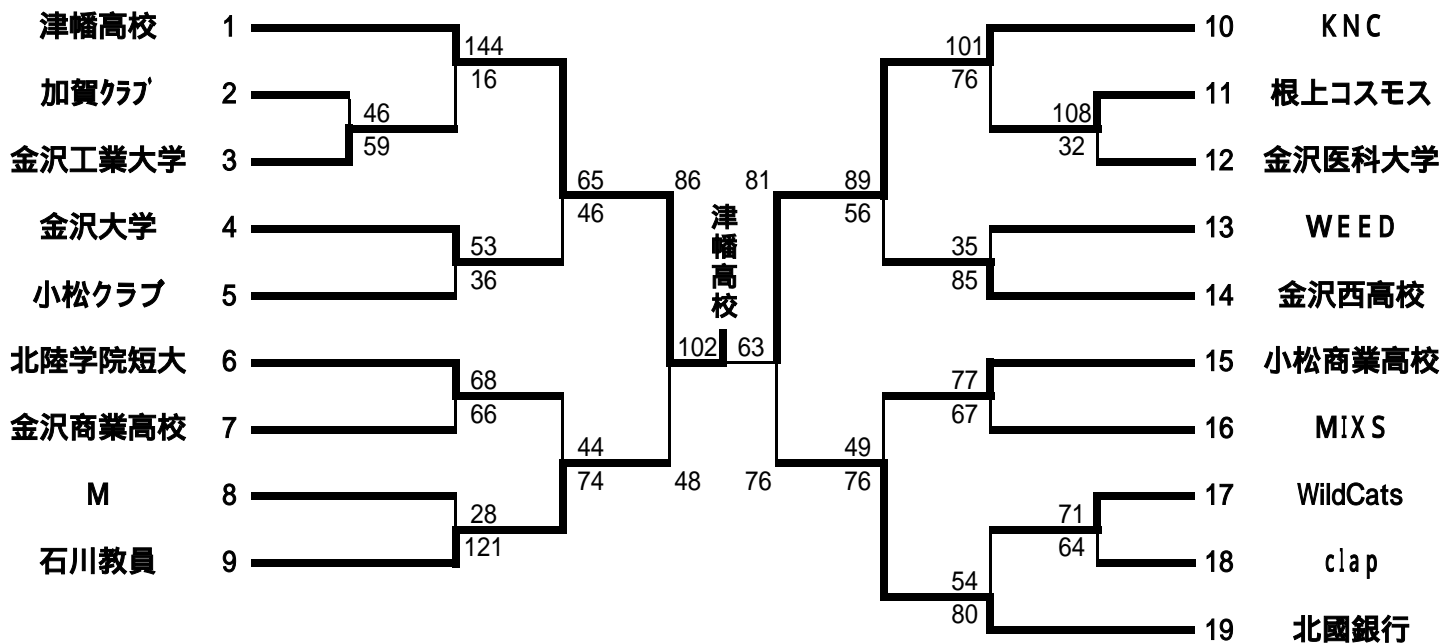 津幡高校 1
144
16
加賀クラブ 2
46
59
金沢工業大学 3
65
46
金沢大学 4
53
36
小松クラブ 5
86
48
北陸学院短大 6
68
66
金沢商業高校 7
44
74
M 8
28
121
石川教員 9
津幡高校
102 63
81
76
10 KNC
101
76
11 根上コスモス
108
32
12 金沢医科大学
89
56
13 WEED
35
85
14 金沢西高校
15 小松商業高校
77
67
16 MIXS
49
76
17 WildCats
71
64
18 clap
54
80
19 北國銀行